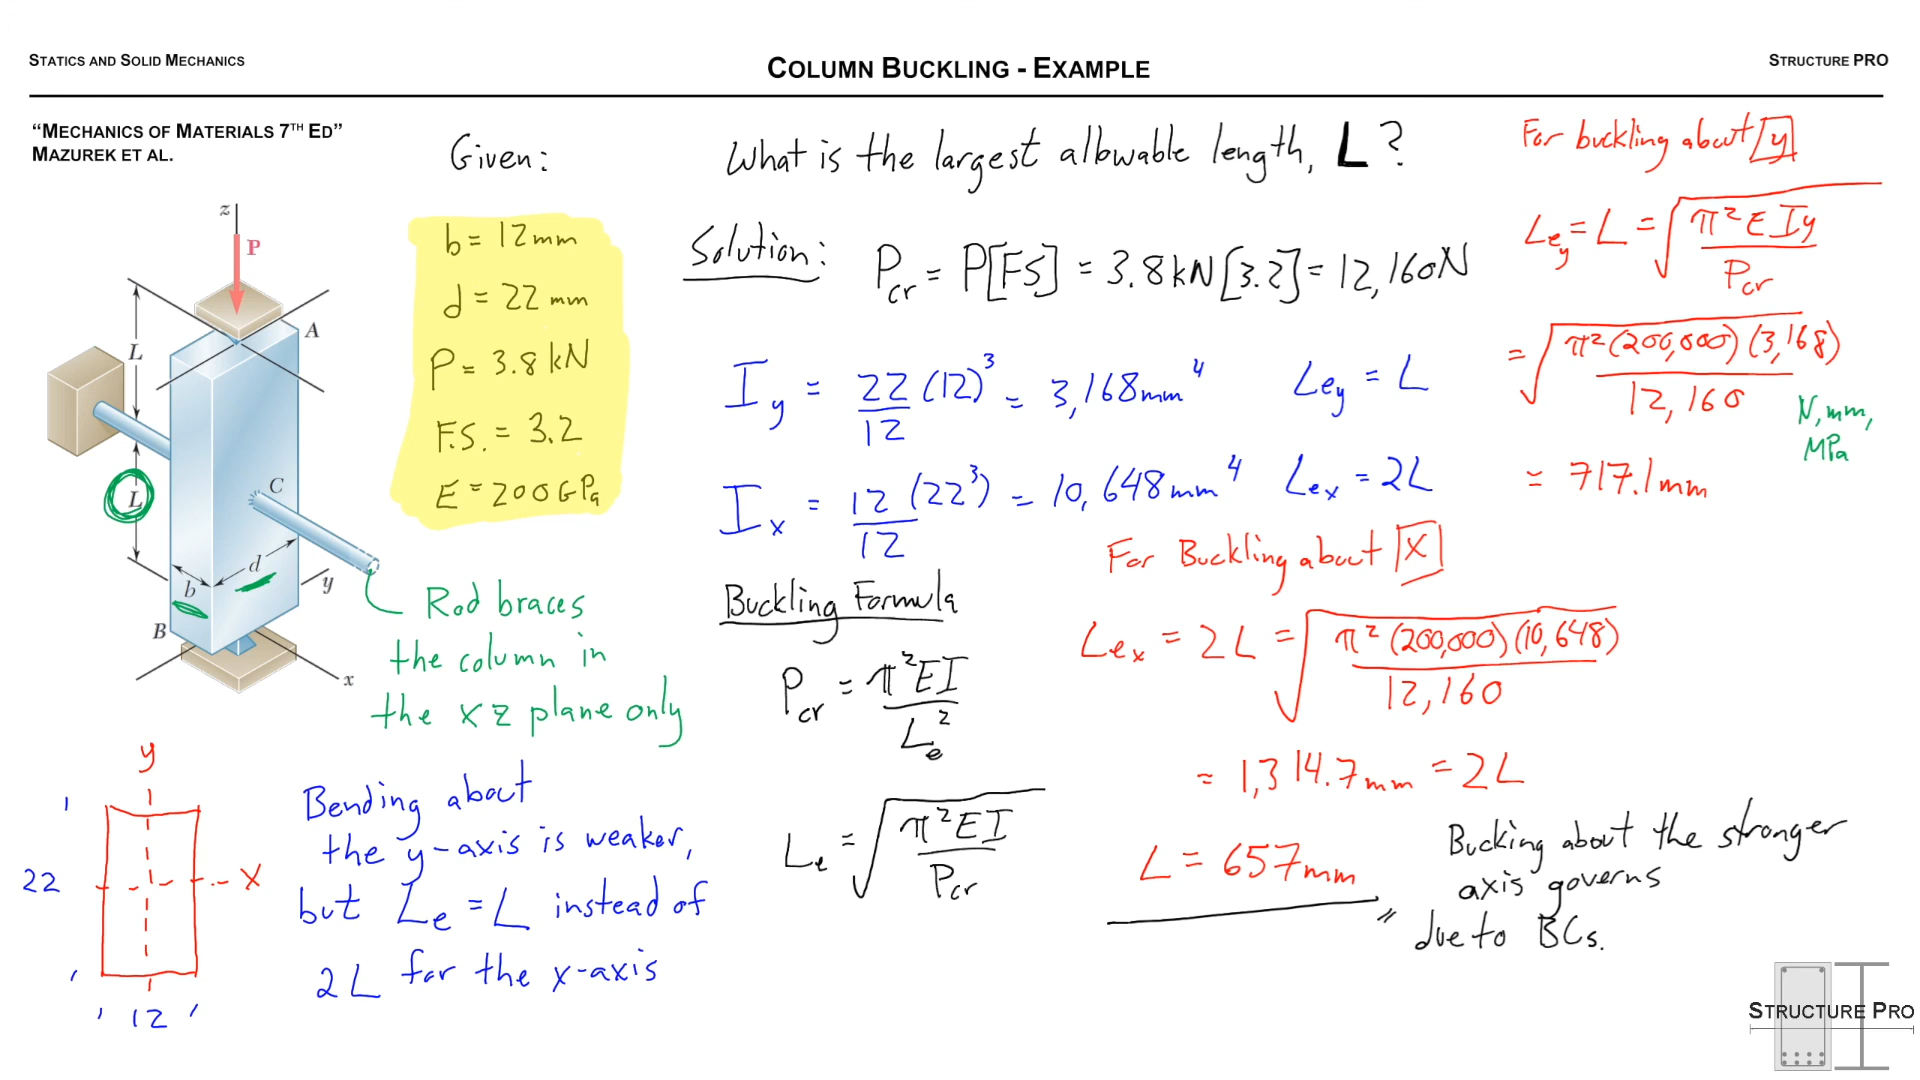 STATICS AND SOLID MECHANICS
COLUMN BUCKLING - EXAMPLE
STRUCTURE PRO
“MECHANICS OF MATERIALS 7TH ED”
MAZUREK ET AL.
Given:
b = 12mm
d = 22 mm
P = 3.8 kN
F.S. = 3.2
E = 200GPa
z
P
A
L
C
L
d
b
y
B
x
Rod braces
the column in
the xz plane only
y
22
X
12
Bending about
the y-axis is weaker,
but Le = L instead of
2L for the x-axis
What is the largest allowable length, L?
Solution: Pcr = P[FS] = 3.8kN[3.2] = 12,160N
Iy = 22/12 (12)³ = 3,168mm⁴ Ley = L
Ix = 12/12 (22³) = 10,648mm⁴ Lex = 2L
Buckling Formula
Pcr = π²EI/Le²
Le = √(π²EI/Pcr)
For Buckling about X
Lex = 2L = √(π²(200,000)(10,648)/12,160)
= 1,314.7mm = 2L
L = 657mm
Bucking about the stronger
axis governs
due to BCs.
For buckling about y
Ley = L = √(π²EIy/Pcr)
= √(π²(200,000)(3,168)/12,160)
N, mm,
MPa
= 717.1mm
STRUCTURE PRO